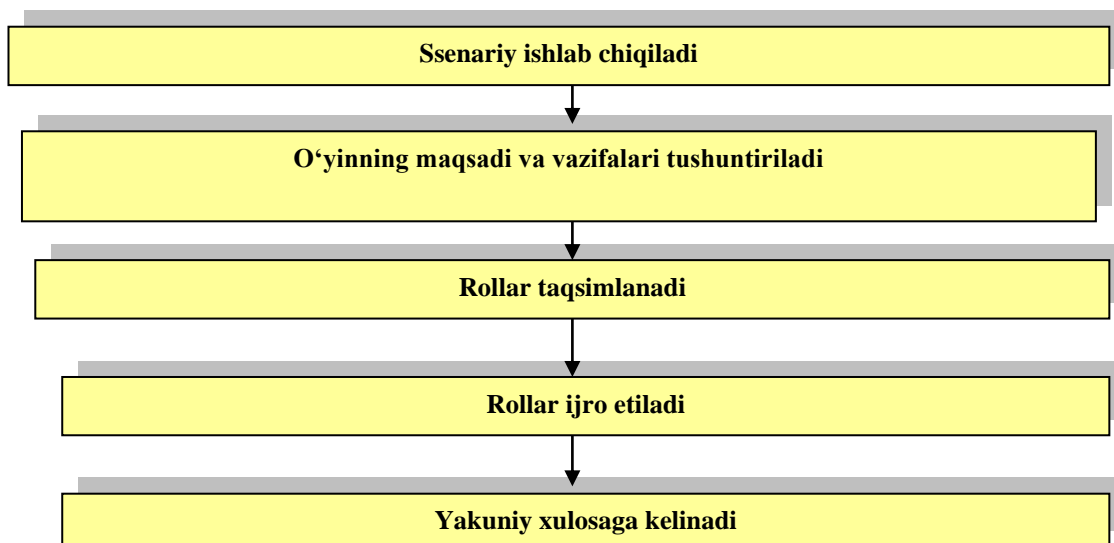 Ssenariy ishlab chiqiladi
O‘yinning maqsadi va vazifalari tushuntiriladi
Rollar taqsimlanadi
Rollar ijro etiladi
Yakuniy xulosaga kelinadi